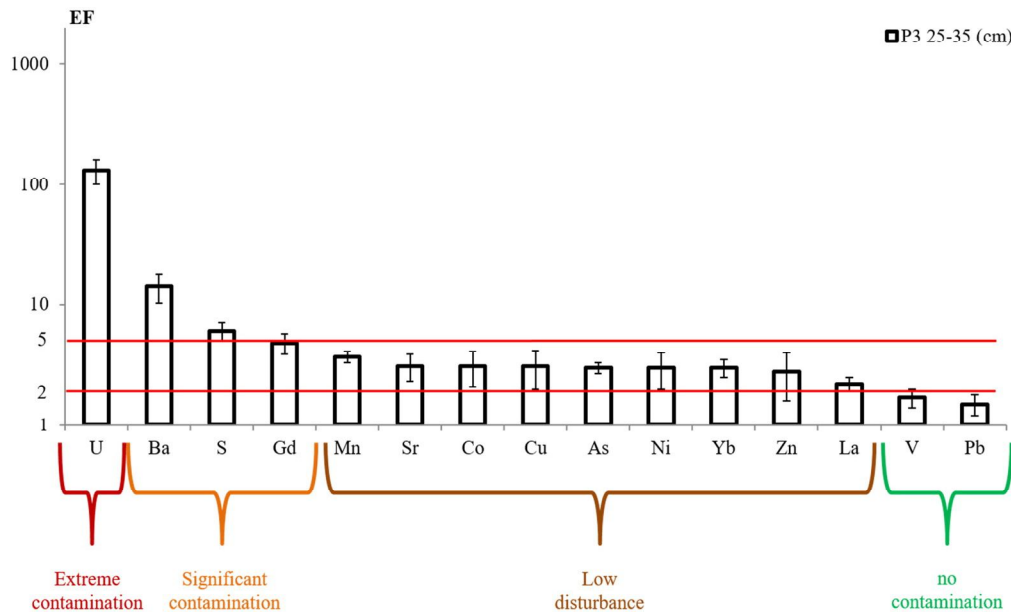 EF
P3 25-35 (cm)
1000
100
10
5
2
1
U Ba S Gd Mn Sr Co Cu As Ni Yb Zn La V Pb
Extreme contamination
Significant contamination
Low disturbance
no contamination